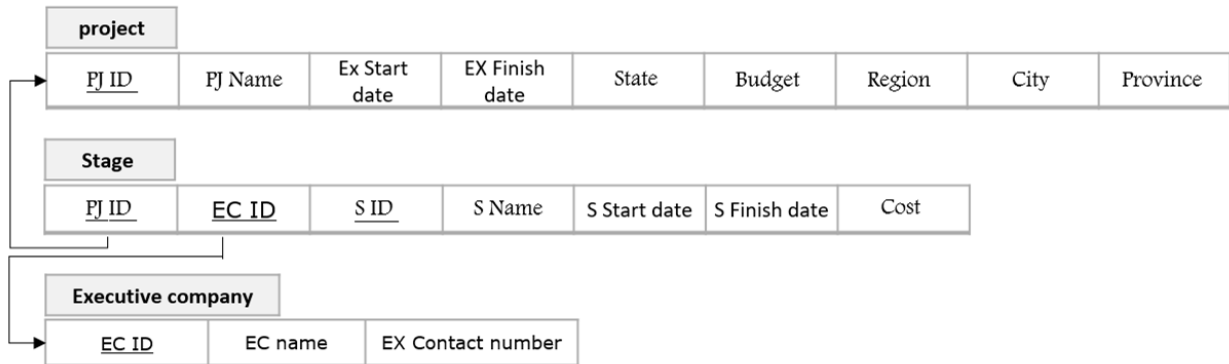 project
PJ ID PJ Name Ex Start date EX Finish date State Budget Region City Province
Stage
PJ ID EC ID S ID S Name S Start date S Finish date Cost
Executive company
EC ID EC name EX Contact number